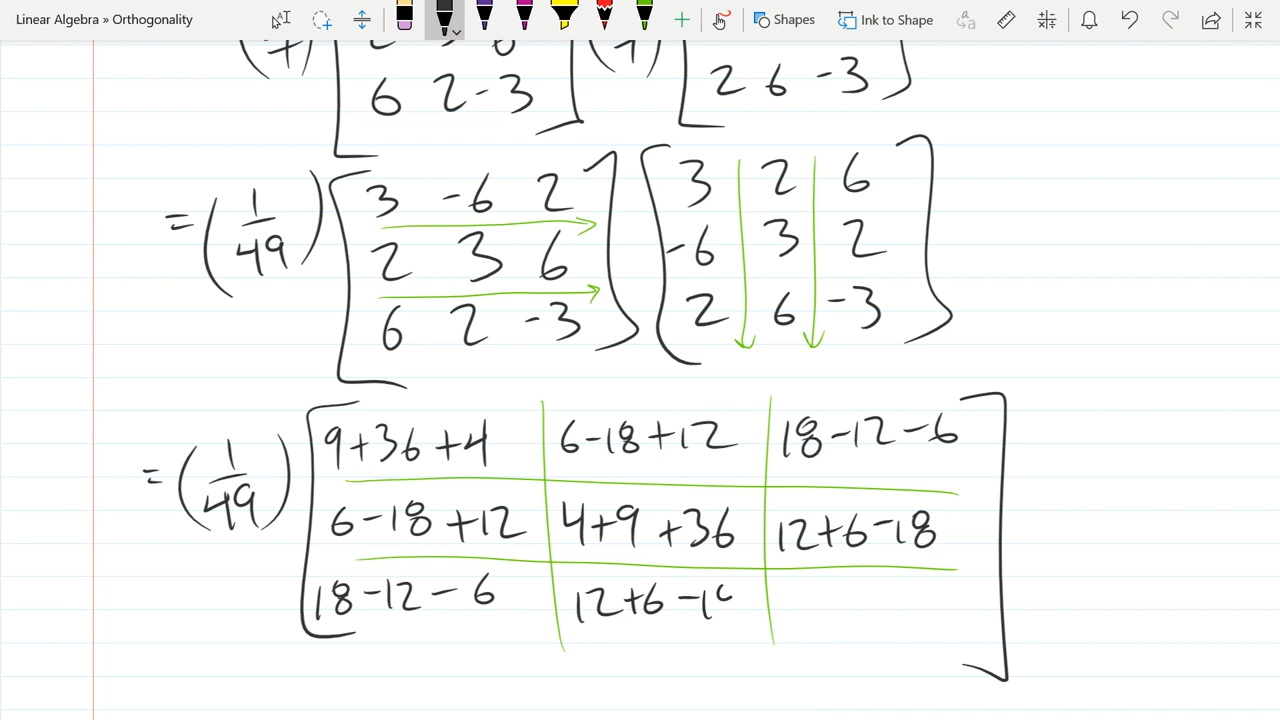 Linear Algebra » Orthogonality
Shapes
Ink to Shape
6 2 -3
2 6 -3
= (1/49) [3 -6 2] [3 2 6]
2 3 6 -6 3 2
6 2 -3 2 6 -3
= (1/49) [9+36+4 6-18+12 18-12-6]
6-18+12 4+9+36 12+6-18
18-12-6 12+6-1